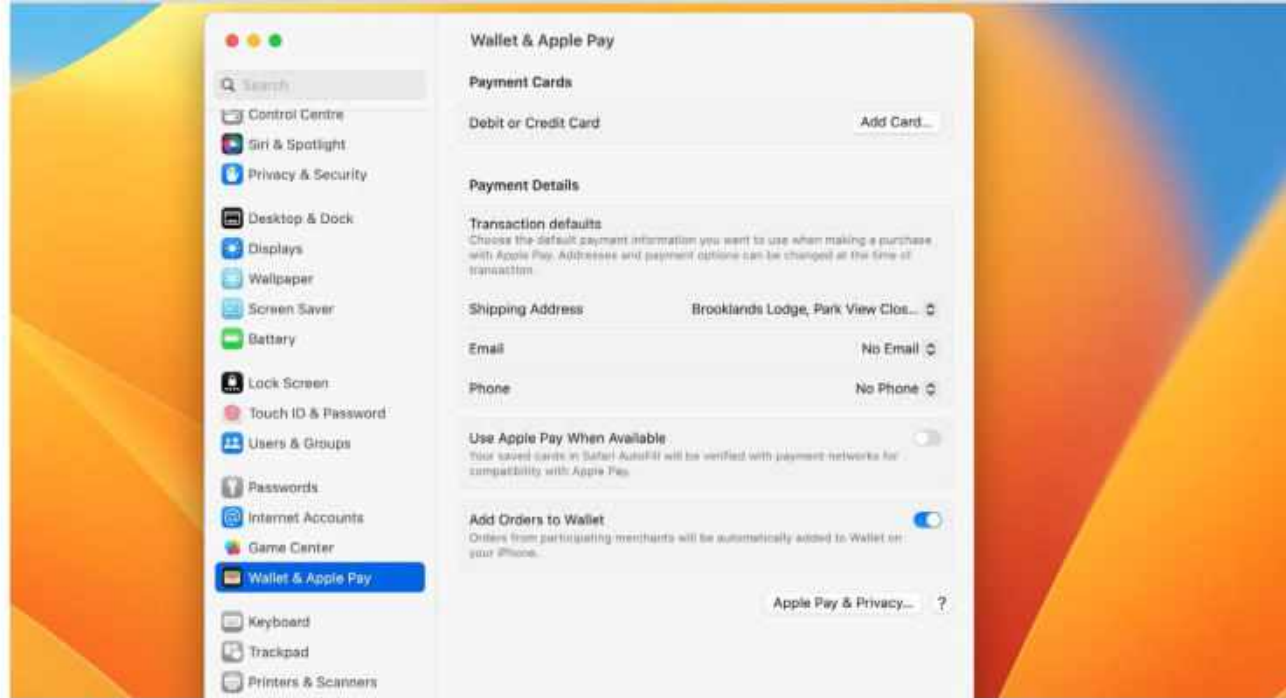 Wallet & Apple Pay
Search
Payment Cards
Control Centre
Debit or Credit Card
Add Card...
Siri & Spotlight
Privacy & Security
Payment Details
Desktop & Dock
Transaction defaults
Choose the default payment information you want to use when making a purchase
with Apple Pay. Addresses and payment options can be changed at the time of
transaction.
Displays
Wallpaper
Screen Saver
Shipping Address
Brooklands Lodge, Park View Clos...
Battery
Email
No Email
Lock Screen
Phone
No Phone
Touch ID & Password
Users & Groups
Use Apple Pay When Available
Your saved cards in Safari AutoFill will be verified with payment networks for
compatibility with Apple Pay.
Passwords
Internet Accounts
Add Orders to Wallet
Orders from participating merchants will be automatically added to Wallet on
your iPhone.
Game Center
Wallet & Apple Pay
Apple Pay & Privacy...
?
Keyboard
Trackpad
Printers & Scanners